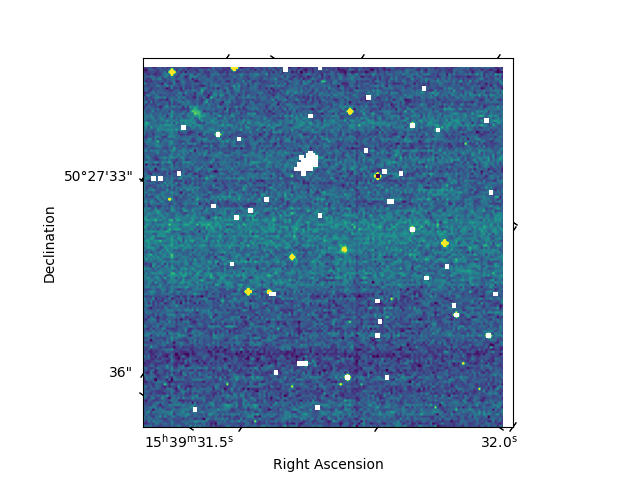 50°27'33"
Declination
36"
15ʰ39ᵐ31.5ˢ
32.0ˢ
Right Ascension